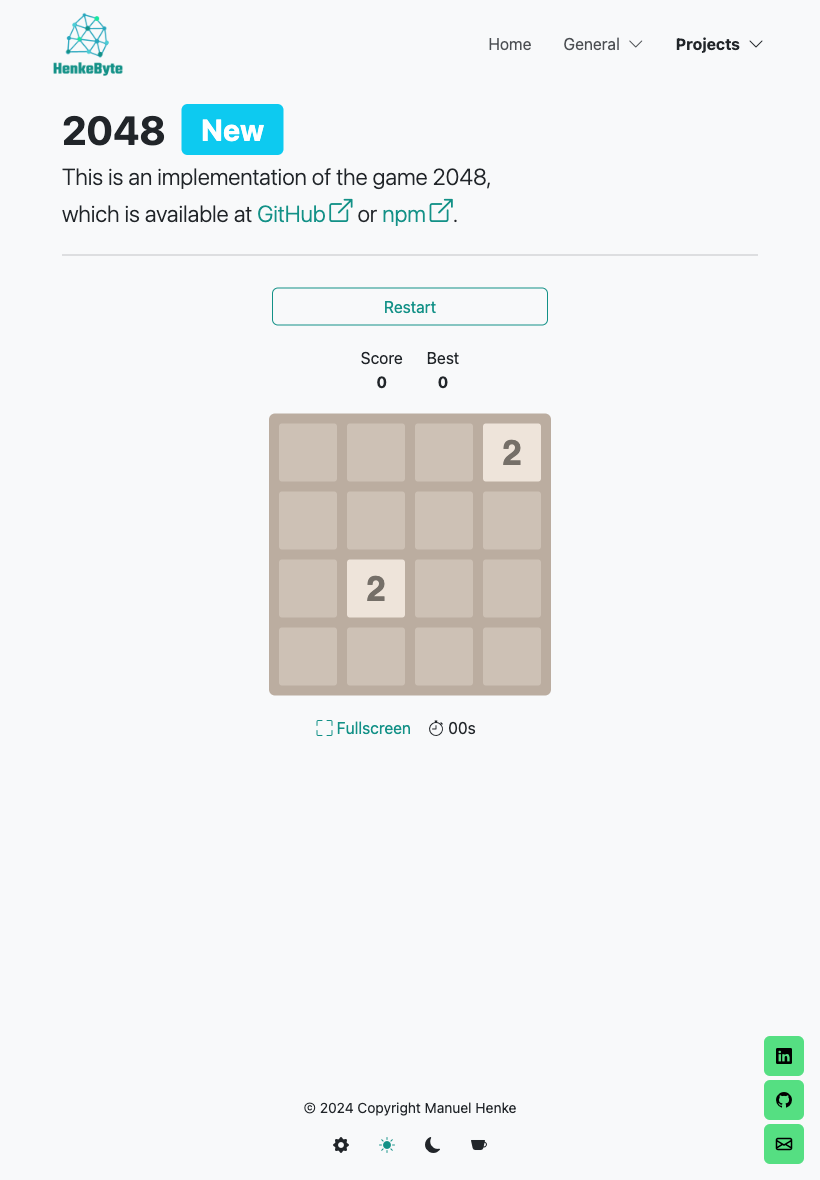 HenkeByte
Home General Projects
2048 New
This is an implementation of the game 2048,
which is available at GitHub or npm.
Restart
Score Best
0 0
2
2
Fullscreen 00s
© 2024 Copyright Manuel Henke